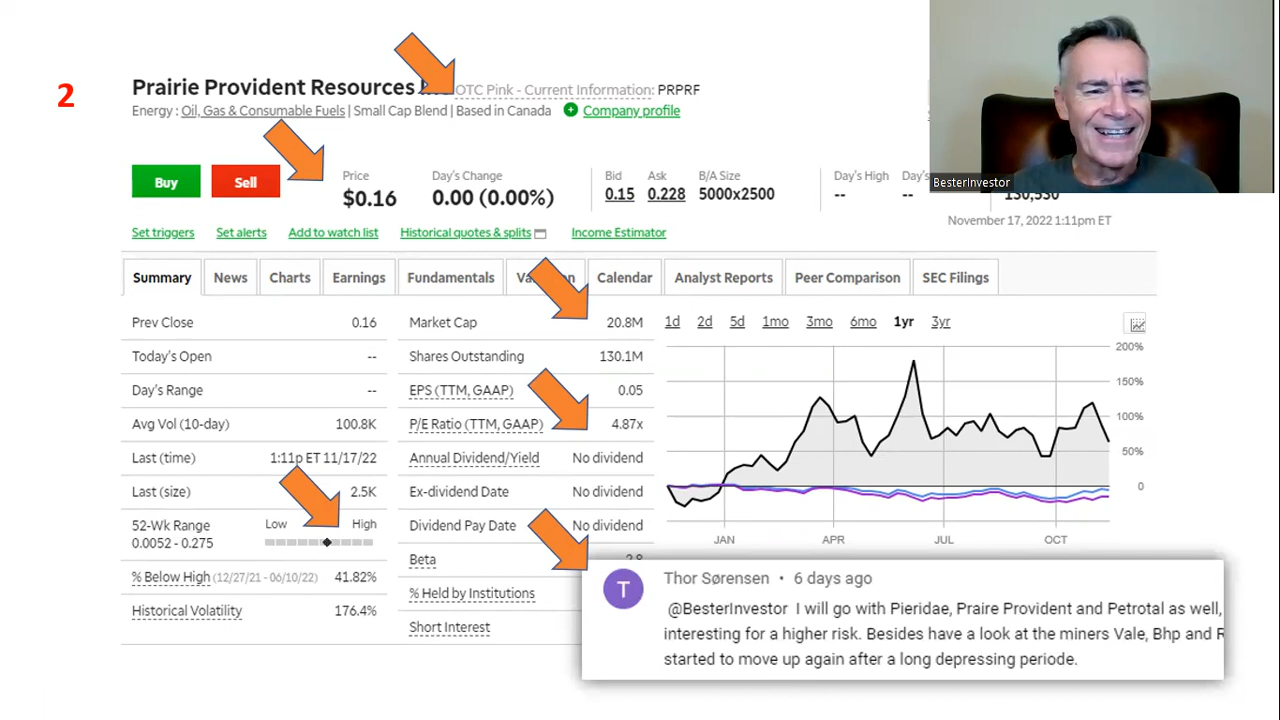 2
Prairie Provident Resources
OTC Pink - Current Information: PRPRF
Energy : Oil, Gas & Consumable Fuels | Small Cap Blend | Based in Canada
Company profile
Buy
Sell
Price
$0.16
Day's Change
0.00 (0.00%)
Bid
0.15
Ask
0.228
B/A Size
5000x2500
Day's High
--
Day's
--
130,530
BesterInvestor
November 17, 2022 1:11pm ET
Set triggers
Set alerts
Add to watch list
Historical quotes & splits
Income Estimator
Summary
News
Charts
Earnings
Fundamentals
Calendar
Analyst Reports
Peer Comparison
SEC Filings
Prev Close 0.16
Today's Open --
Day's Range --
Avg Vol (10-day) 100.8K
Last (time) 1:11p ET 11/17/22
Last (size) 2.5K
52-Wk Range
0.0052 - 0.275
Low
High
% Below High (12/27/21 - 06/10/22) 41.82%
Historical Volatility 176.4%
Market Cap 20.8M
Shares Outstanding 130.1M
EPS (TTM, GAAP) 0.05
P/E Ratio (TTM, GAAP) 4.87x
Annual Dividend/Yield No dividend
Ex-dividend Date No dividend
Dividend Pay Date No dividend
Beta 2.8
% Held by Institutions
Short Interest
1d 2d 5d 1mo 3mo 6mo 1yr 3yr
200%
150%
100%
50%
0
JAN APR JUL OCT
T
Thor Sørensen • 6 days ago
@BesterInvestor I will go with Pieridae, Praire Provident and Petrotal as well,
interesting for a higher risk. Besides have a look at the miners Vale, Bhp and R
started to move up again after a long depressing periode.